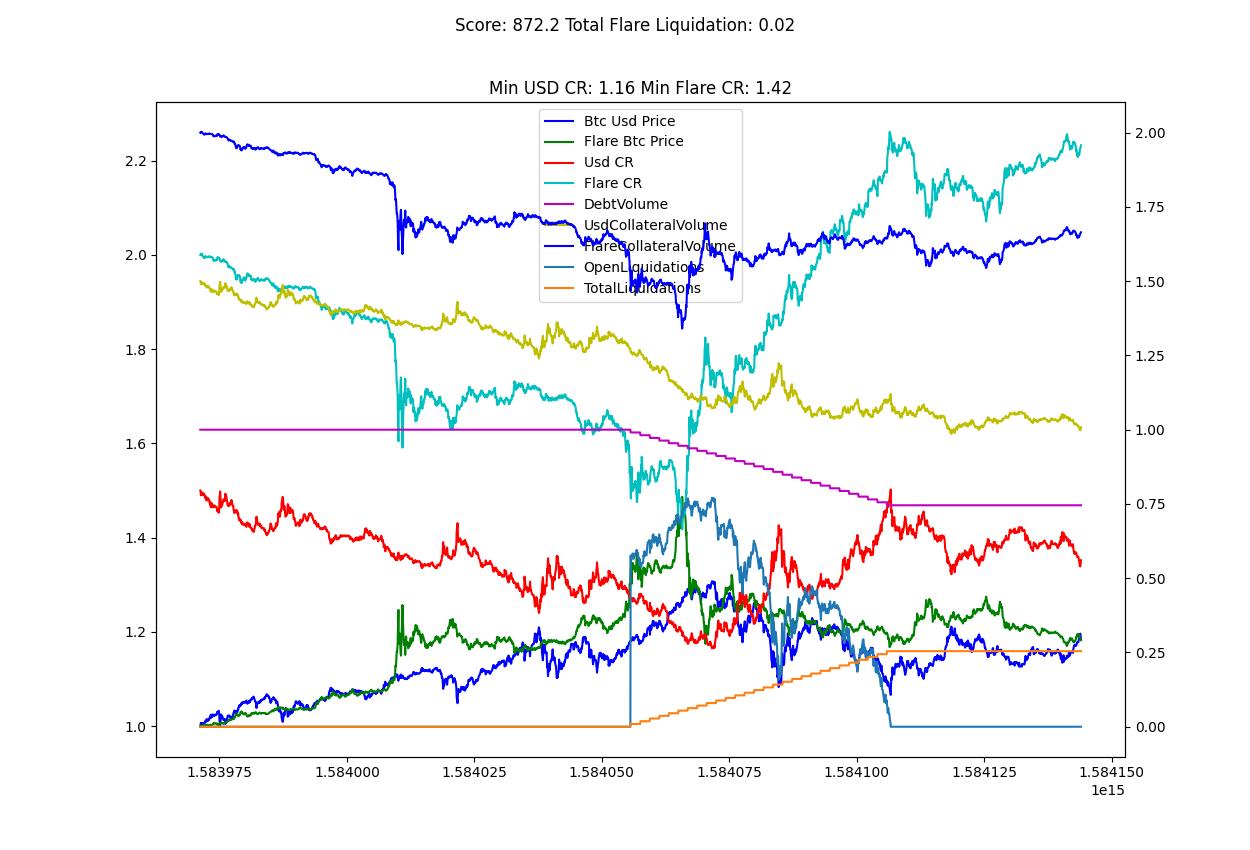 Score: 872.2 Total Flare Liquidation: 0.02
Min USD CR: 1.16 Min Flare CR: 1.42
Btc Usd Price
Flare Btc Price
Usd CR
Flare CR
DebtVolume
UsdCollateralVolume
FlareCollateralVolume
OpenLiquidations
TotalLiquidations
2.2
2.0
1.8
1.6
1.4
1.2
1.0
2.00
1.75
1.50
1.25
1.00
0.75
0.50
0.25
0.00
1.583975 1.584000 1.584025 1.584050 1.584075 1.584100 1.584125 1.584150
1e15